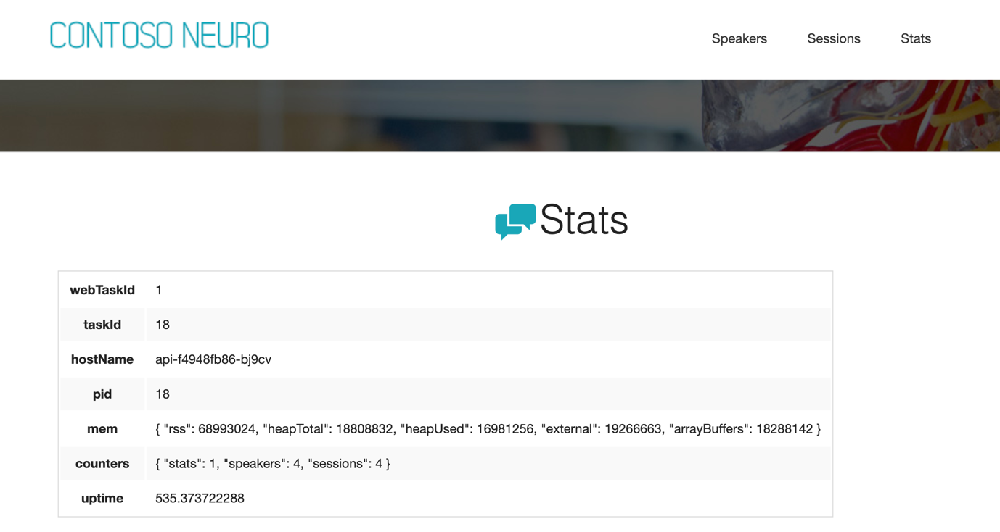 CONTOSO NEURO
Speakers Sessions Stats
Stats
webTaskId 1
taskId 18
hostName api-f4948fb86-bj9cv
pid 18
mem { "rss": 68993024, "heapTotal": 18808832, "heapUsed": 16981256, "external": 19266663, "arrayBuffers": 18288142 }
counters { "stats": 1, "speakers": 4, "sessions": 4 }
uptime 535.373722288